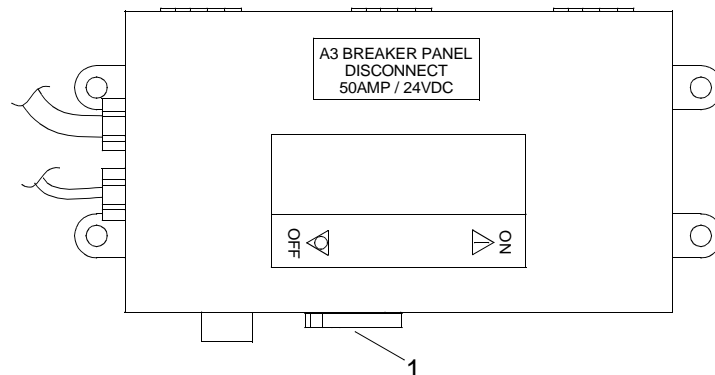 A3 BREAKER PANEL
DISCONNECT
50AMP / 24VDC
OFF
ON
1